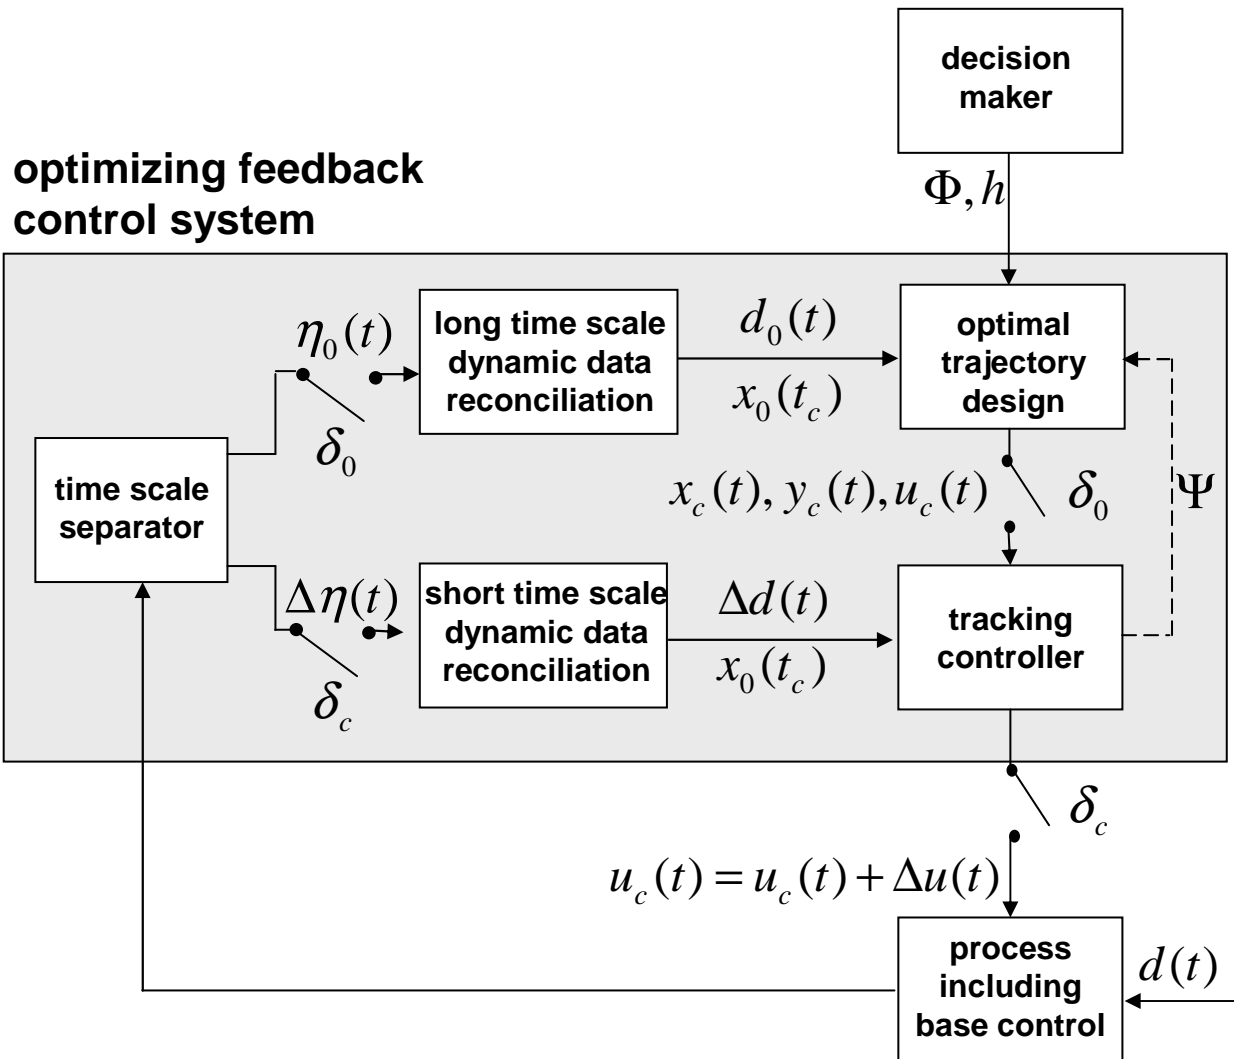 decision
maker
optimizing feedback
control system
Φ, h
η₀(t)
long time scale
dynamic data
reconciliation
d₀(t)
x₀(t_c)
optimal
trajectory
design
δ₀
time scale
separator
x_c(t), y_c(t), u_c(t)
δ₀
Ψ
Δη(t)
short time scale
dynamic data
reconciliation
Δd(t)
x₀(t_c)
tracking
controller
δ_c
δ_c
u_c(t) = u_c(t) + Δu(t)
process
including
base control
d(t)